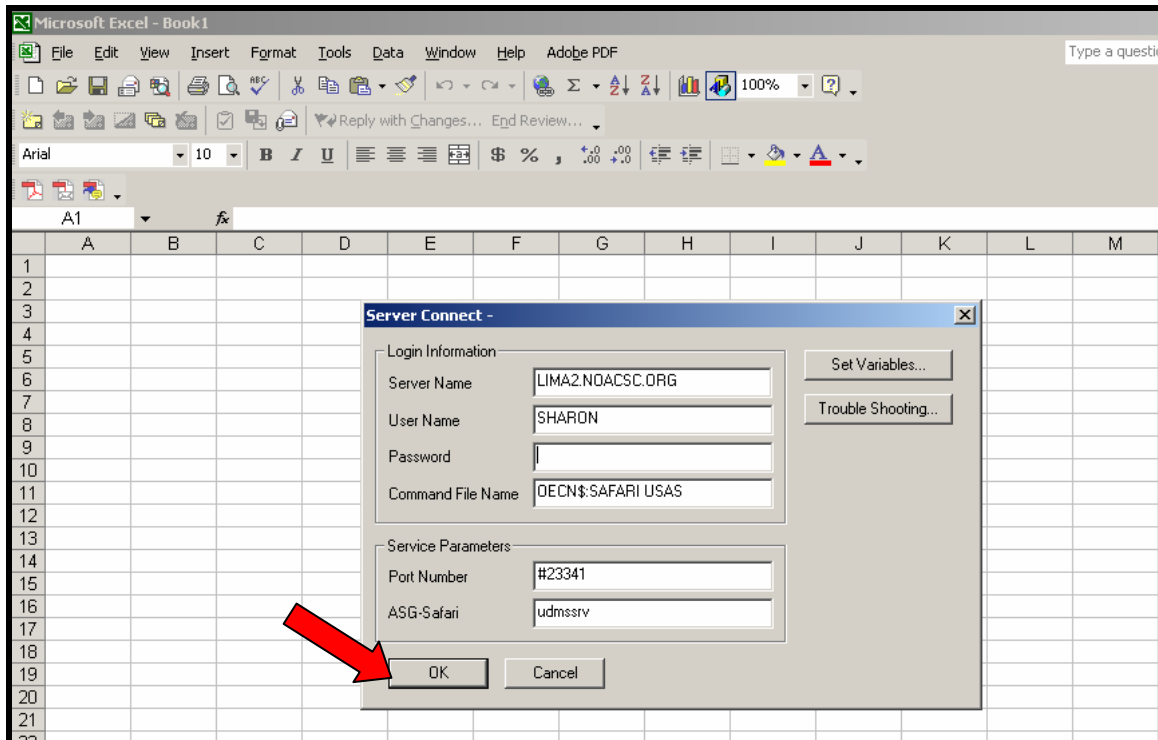 Microsoft Excel - Book1
File Edit View Insert Format Tools Data Window Help Adobe PDF Type a questi
ABC Σ A Z Z A 100% ?
Reply with Changes... End Review...
Arial 10 B I U $ % , .00 .00 A
A1 fx
A B C D E F G H I J K L M
1
2
3
Server Connect -
4
5
Login Information
Set Variables...
6
Server Name LIMA2.NOACSC.ORG
7
Trouble Shooting...
8
User Name SHARON
9
Password
10
11
Command File Name OECN$:SAFARI USAS
12
13
Service Parameters
14
Port Number #23341
15
16
ASG-Safari udmssrv
17
18
19
OK Cancel
20
21
22